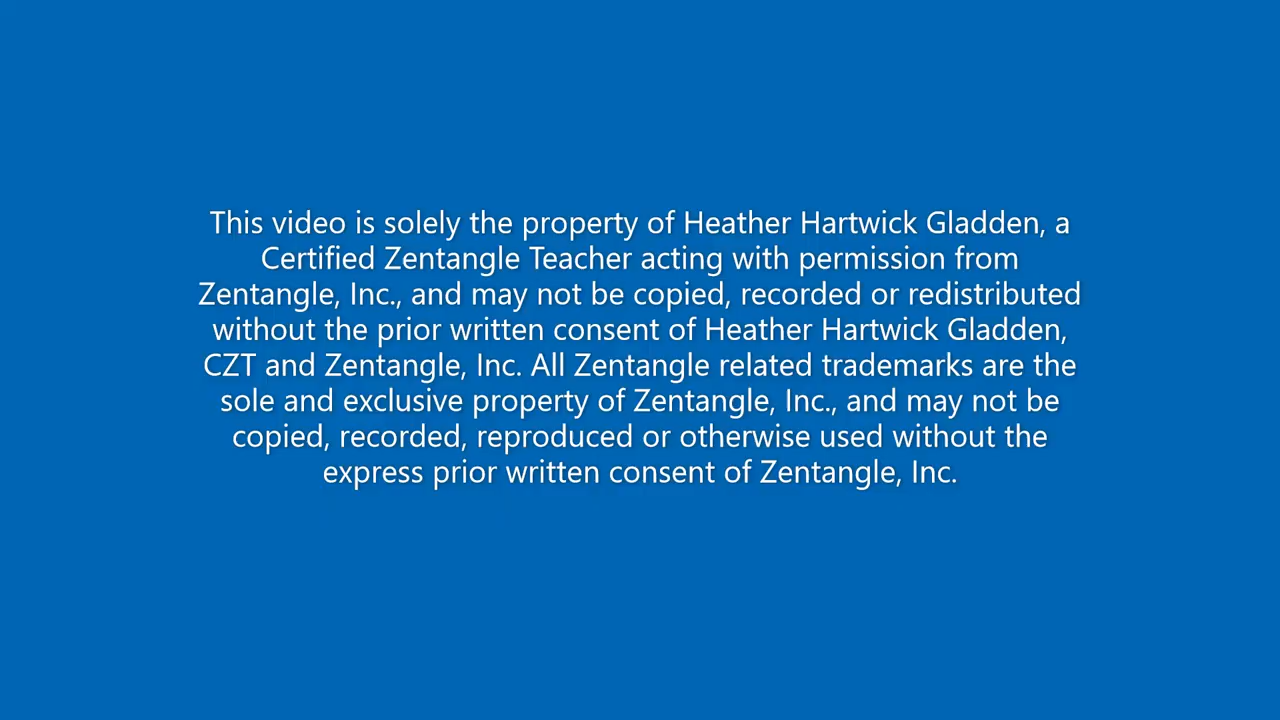 This video is solely the property of Heather Hartwick Gladden, a
Certified Zentangle Teacher acting with permission from
Zentangle, Inc., and may not be copied, recorded or redistributed
without the prior written consent of Heather Hartwick Gladden,
CZT and Zentangle, Inc. All Zentangle related trademarks are the
sole and exclusive property of Zentangle, Inc., and may not be
copied, recorded, reproduced or otherwise used without the
express prior written consent of Zentangle, Inc.